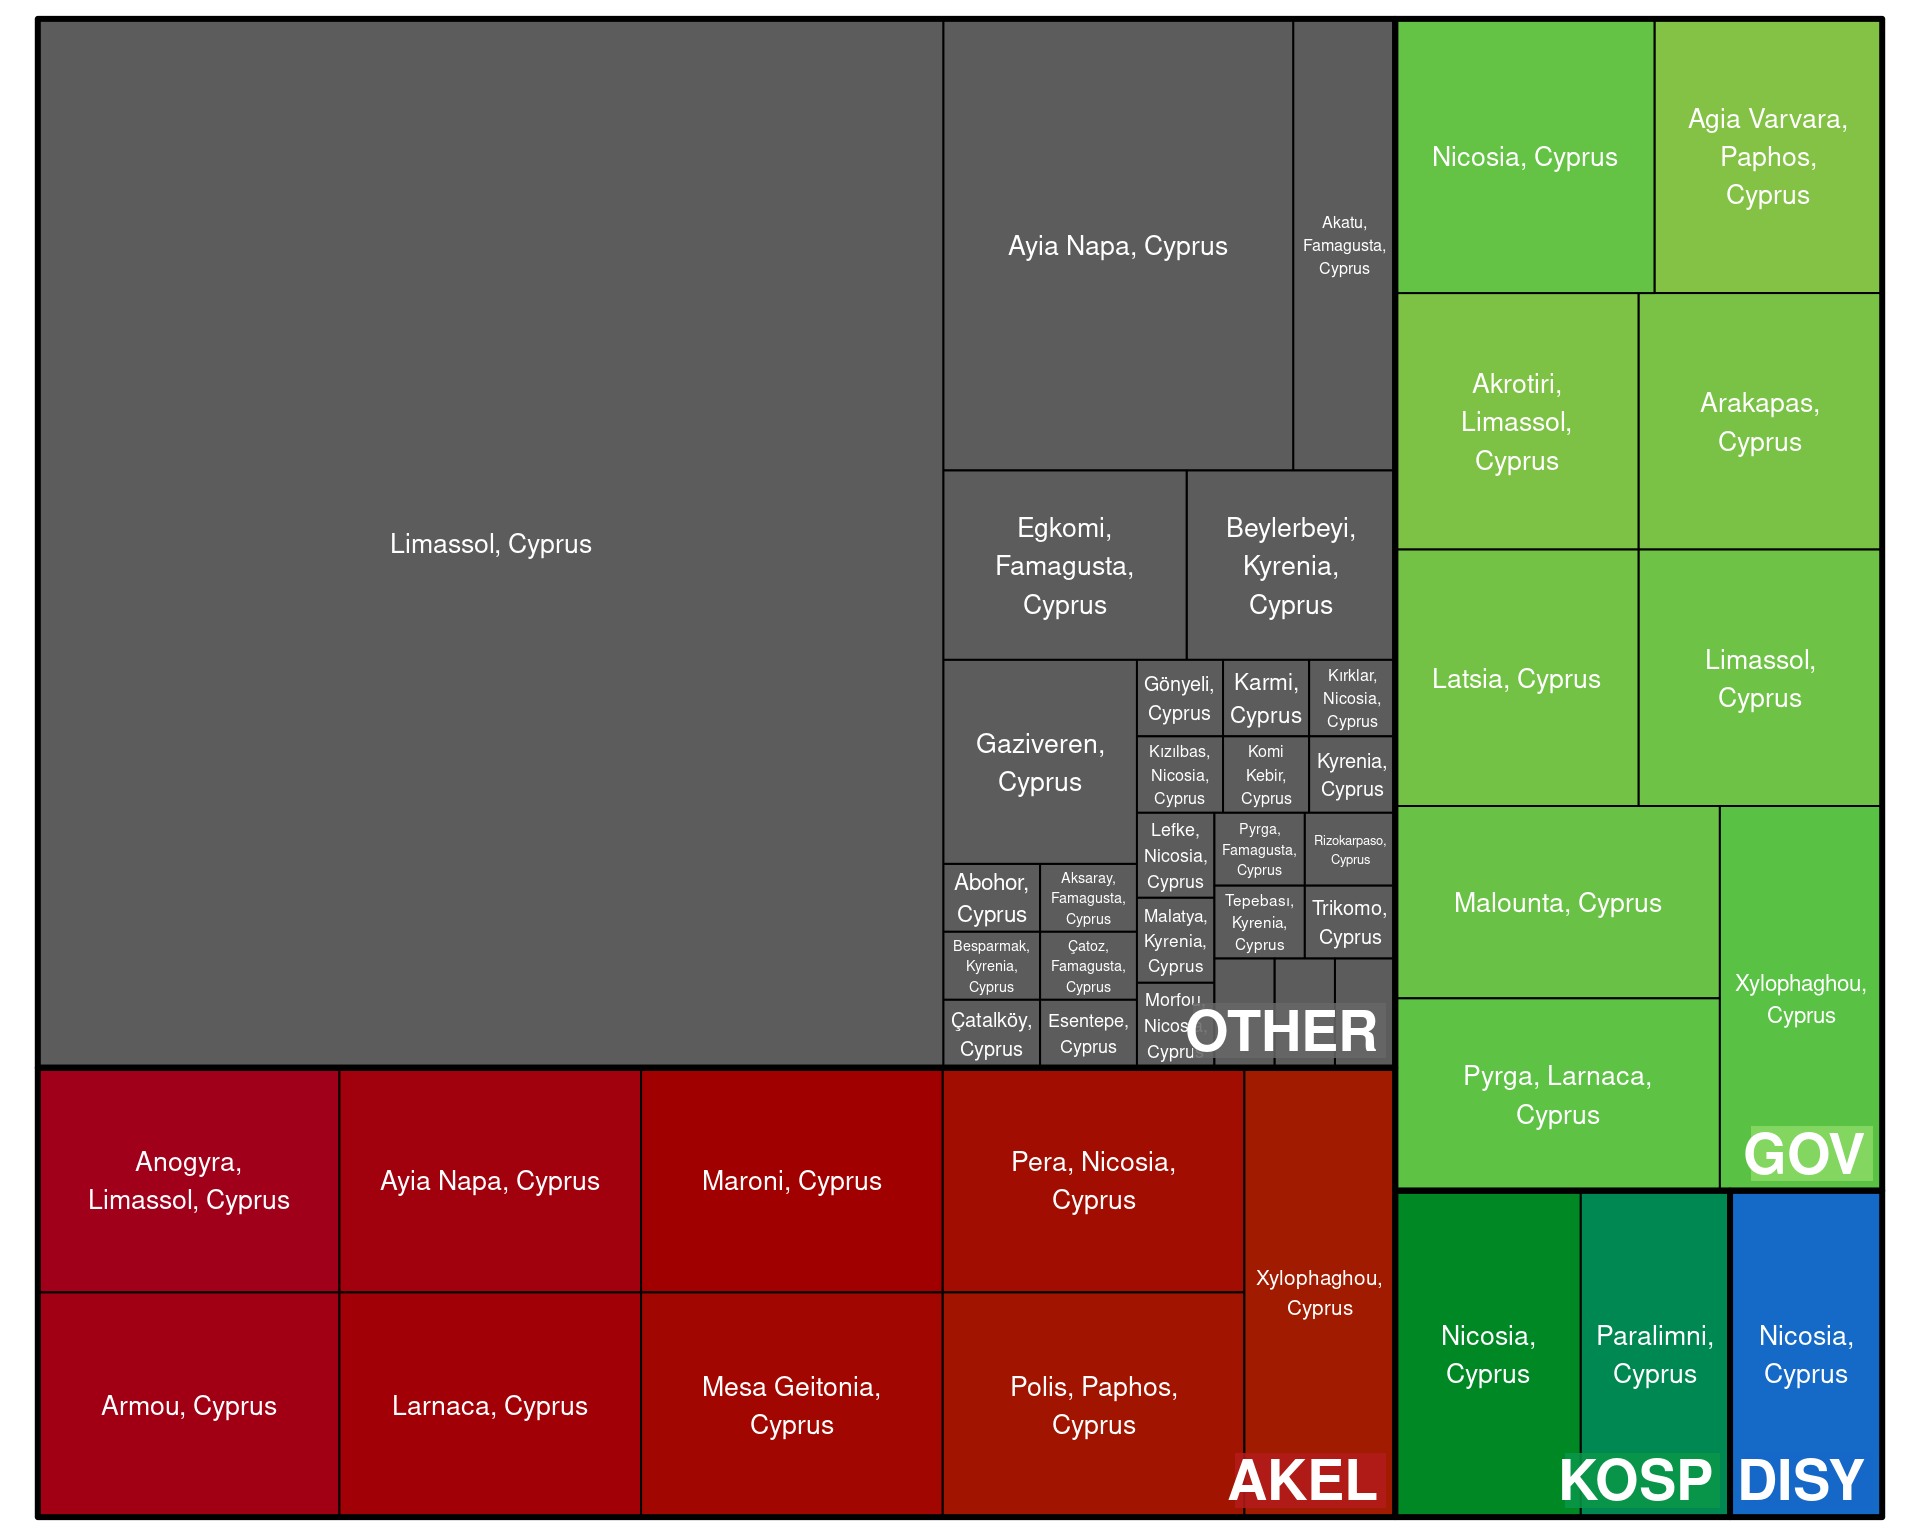 Limassol, Cyprus
Ayia Napa, Cyprus
Akatu,
Famagusta,
Cyprus
Egkomi,
Famagusta,
Cyprus
Beylerbeyi,
Kyrenia,
Cyprus
Gaziveren,
Cyprus
Gönyeli,
Cyprus
Karmi,
Cyprus
Kırklar,
Nicosia,
Cyprus
Kızılbas,
Nicosia,
Cyprus
Komi
Kebir,
Cyprus
Kyrenia,
Cyprus
Abohor,
Cyprus
Aksaray,
Famagusta,
Cyprus
Besparmak,
Kyrenia,
Cyprus
Çatoz,
Famagusta,
Cyprus
Çatalköy,
Cyprus
Esentepe,
Cyprus
Lefke,
Nicosia,
Cyprus
Malatya,
Kyrenia,
Cyprus
Morfou,
Nicosia,
Cyprus
Pyrga,
Famagusta,
Cyprus
Rizokarpaso,
Cyprus
Tepebası,
Kyrenia,
Cyprus
Trikomo,
Cyprus
OTHER
Anogyra,
Limassol, Cyprus
Ayia Napa, Cyprus
Maroni, Cyprus
Pera, Nicosia,
Cyprus
Armou, Cyprus
Larnaca, Cyprus
Mesa Geitonia,
Cyprus
Polis, Paphos,
Cyprus
Xylophaghou,
Cyprus
AKEL
Nicosia, Cyprus
Agia Varvara,
Paphos,
Cyprus
Akrotiri,
Limassol,
Cyprus
Arakapas,
Cyprus
Latsia, Cyprus
Limassol,
Cyprus
Malounta, Cyprus
Pyrga, Larnaca,
Cyprus
Xylophaghou,
Cyprus
GOV
Nicosia,
Cyprus
Paralimni,
Cyprus
KOSP
Nicosia,
Cyprus
DISY